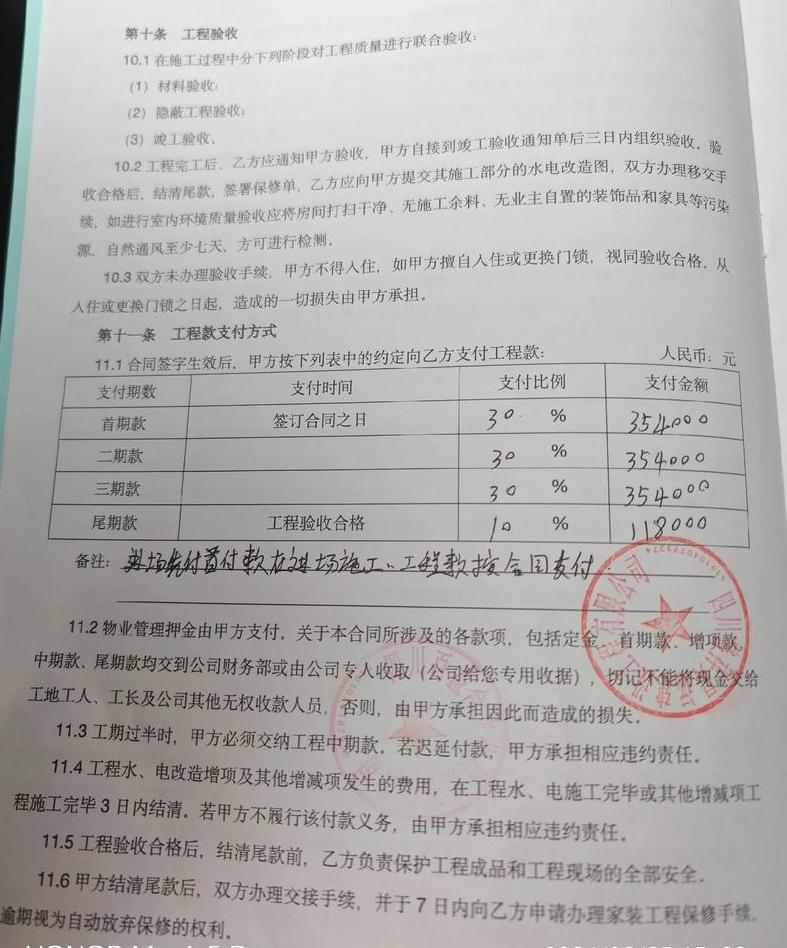 第十条 工程验收
10.1 在施工过程中分下列阶段对工程质量进行联合验收：
（1）材料验收；
（2）隐蔽工程验收；
（3）竣工验收。
10.2 工程完工后，乙方应通知甲方验收，甲方自接到竣工验收通知单后三日内组织验收。验
收合格后，结清尾款，签署保修单，乙方应向甲方提交其施工部分的水电改造图，双方办理移交手
续，如进行室内环境质量验收应将房间打扫干净、无施工余料、无业主自置的装饰品和家具等污染
源，自然通风至少七天，方可进行检测。
10.3 双方未办理验收手续，甲方不得入住，如甲方擅自入住或更换门锁，视同验收合格。从
入住或更换门锁之日起，造成的一切损失由甲方承担。
第十一条 工程款支付方式
11.1 合同签字生效后，甲方按下列表中的约定向乙方支付工程款： 人民币：元
支付期数 支付时间 支付比例 支付金额
首期款 签订合同之日 30 % 354000
二期款 30 % 354000
三期款 30 % 354000
尾期款 工程验收合格 10 % 118000
备注： 进场先付首付款在进场施工、工程款按合同支付
11.2 物业管理押金由甲方支付，关于本合同所涉及的各款项，包括定金、首期款、增项款、
中期款、尾期款均交到公司财务部或由公司专人收取（公司给您专用收据），切记不能将现金交给
工地工人、工长及公司其他无权收款人员，否则，由甲方承担因此而造成的损失。
11.3 工期过半时，甲方必须交纳工程中期款。若迟延付款，甲方承担相应违约责任。
11.4 工程水、电改造增项及其他增减项发生的费用，在工程水、电施工完毕或其他增减项工
程施工完毕 3 日内结清。若甲方不履行该付款义务，由甲方承担相应违约责任。
11.5 工程验收合格后，结清尾款前，乙方负责保护工程成品和工程现场的全部安全。
11.6 甲方结清尾款后，双方办理交接手续，并于 7 日内向乙方申请办理家装工程保修手续。
逾期视为自动放弃保修的权利。